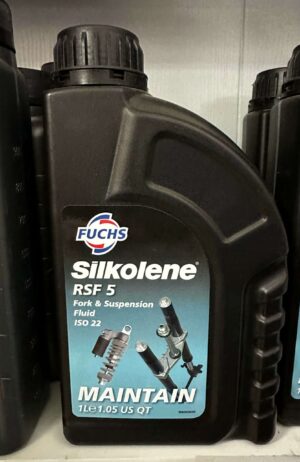 FUCHS
Silkolene®
RSF 5
Fork & Suspension
Fluid
ISO 22
MAINTAIN
1L℮1.05 US QT